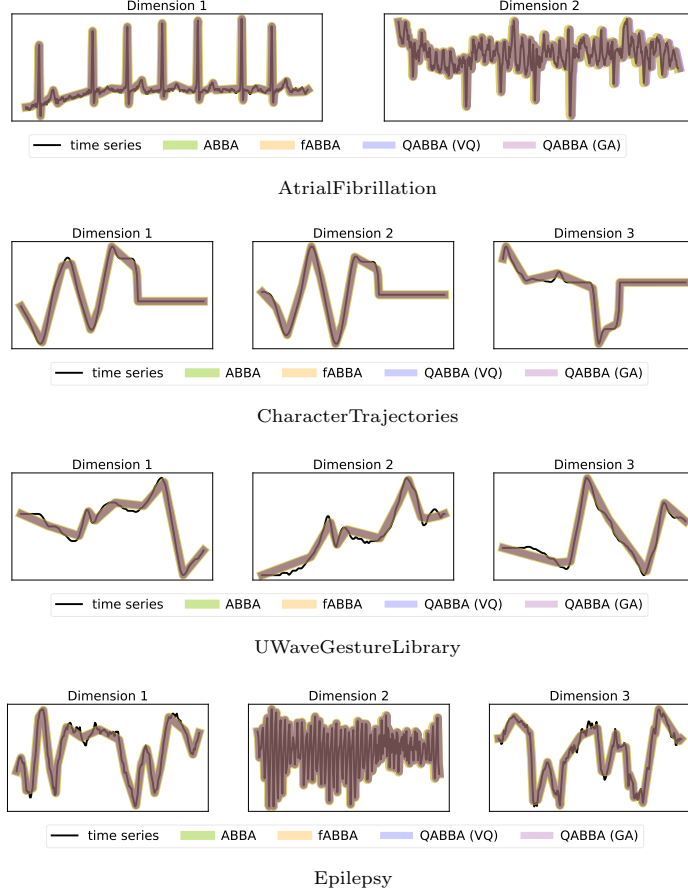 Dimension 1 Dimension 2
time series ABBA fABBA QABBA (VQ) QABBA (GA)
AtrialFibrillation
Dimension 1 Dimension 2 Dimension 3
time series ABBA fABBA QABBA (VQ) QABBA (GA)
CharacterTrajectories
Dimension 1 Dimension 2 Dimension 3
time series ABBA fABBA QABBA (VQ) QABBA (GA)
UWaveGestureLibrary
Dimension 1 Dimension 2 Dimension 3
time series ABBA fABBA QABBA (VQ) QABBA (GA)
Epilepsy